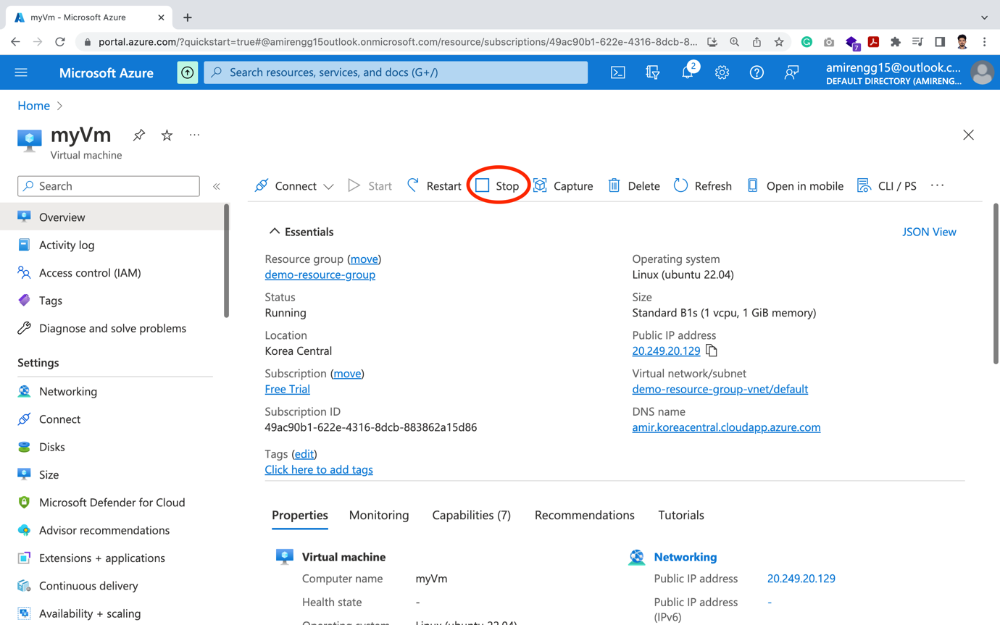 myVm - Microsoft Azure
portal.azure.com/?quickstart=true#@amirengg15outlook.onmicrosoft.com/resource/subscriptions/49ac90b1-622e-4316-8dcb-8...
7
Microsoft Azure
Search resources, services, and docs (G+/)
2
amirengg15@outlook.c...
DEFAULT DIRECTORY (AMIRENG...
Home
myVm
Virtual machine
Search
Connect Start Restart Stop Capture Delete Refresh Open in mobile CLI / PS
Overview
Activity log
Access control (IAM)
Tags
Diagnose and solve problems
Settings
Networking
Connect
Disks
Size
Microsoft Defender for Cloud
Advisor recommendations
Extensions + applications
Continuous delivery
Availability + scaling
Essentials
JSON View
Resource group (move)
demo-resource-group
Status
Running
Location
Korea Central
Subscription (move)
Free Trial
Subscription ID
49ac90b1-622e-4316-8dcb-883862a15d86
Tags (edit)
Click here to add tags
Operating system
Linux (ubuntu 22.04)
Size
Standard B1s (1 vcpu, 1 GiB memory)
Public IP address
20.249.20.129
Virtual network/subnet
demo-resource-group-vnet/default
DNS name
amir.koreacentral.cloudapp.azure.com
Properties Monitoring Capabilities (7) Recommendations Tutorials
Virtual machine
Computer name myVm
Health state -
Operating system Linux (ubuntu 22.04)
Networking
Public IP address 20.249.20.129
Public IP address -
(IPv6)